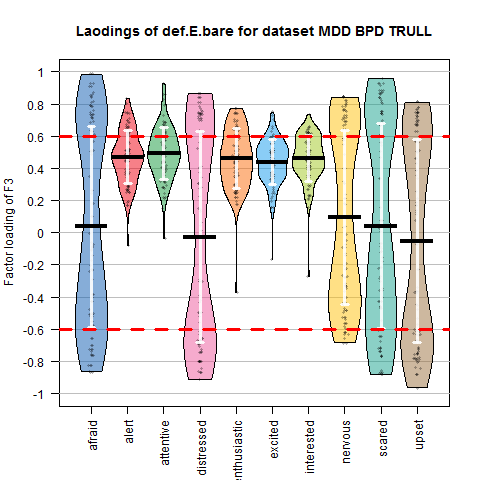 Laodings of def.E.bare for dataset MDD BPD TRULL
Factor loading of F3
1
0.8
0.6
0.4
0.2
0
-0.2
-0.4
-0.6
-0.8
-1
afraid
alert
attentive
distressed
nthusiastic
excited
interested
nervous
scared
upset